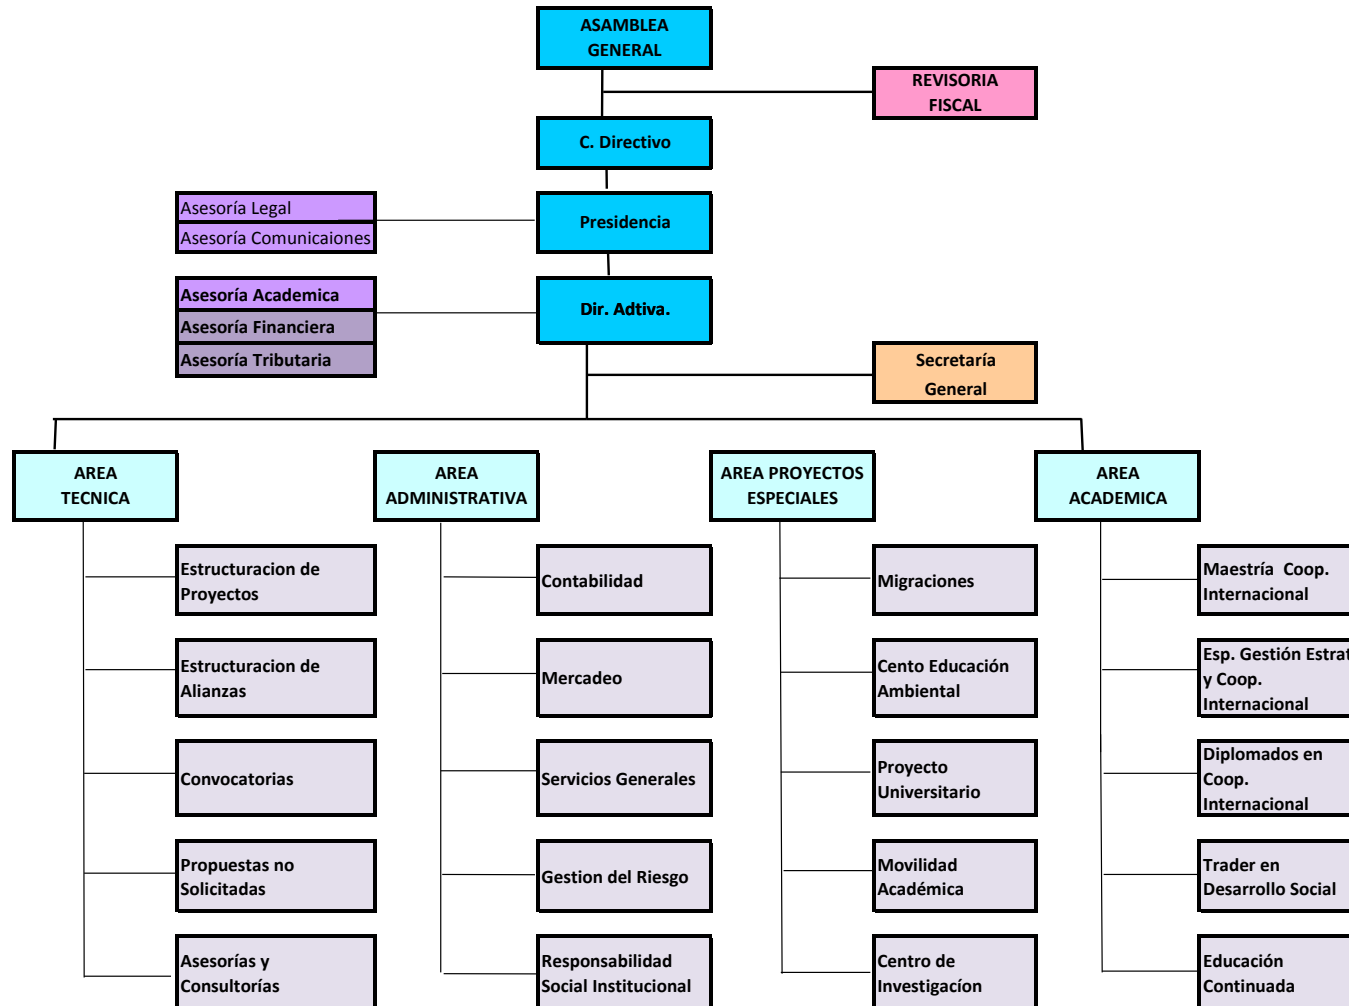 ASAMBLEA
GENERAL
REVISORIA
FISCAL
C. Directivo
Asesoría Legal
Asesoría Comunicaiones
Presidencia
Asesoría Academica
Asesoría Financiera
Asesoría Tributaria
Dir. Adtiva.
Secretaría
General
AREA
TECNICA
AREA
ADMINISTRATIVA
AREA PROYECTOS
ESPECIALES
AREA
ACADEMICA
Estructuracion de
Proyectos
Contabilidad
Migraciones
Maestría Coop.
Internacional
Estructuracion de
Alianzas
Mercadeo
Cento Educación
Ambiental
Esp. Gestión Estrat
y Coop.
Internacional
Convocatorias
Servicios Generales
Proyecto
Universitario
Diplomados en
Coop.
Internacional
Propuestas no
Solicitadas
Gestion del Riesgo
Movilidad
Académica
Trader en
Desarrollo Social
Asesorías y
Consultorías
Responsabilidad
Social Institucional
Centro de
Investigacíon
Educación
Continuada